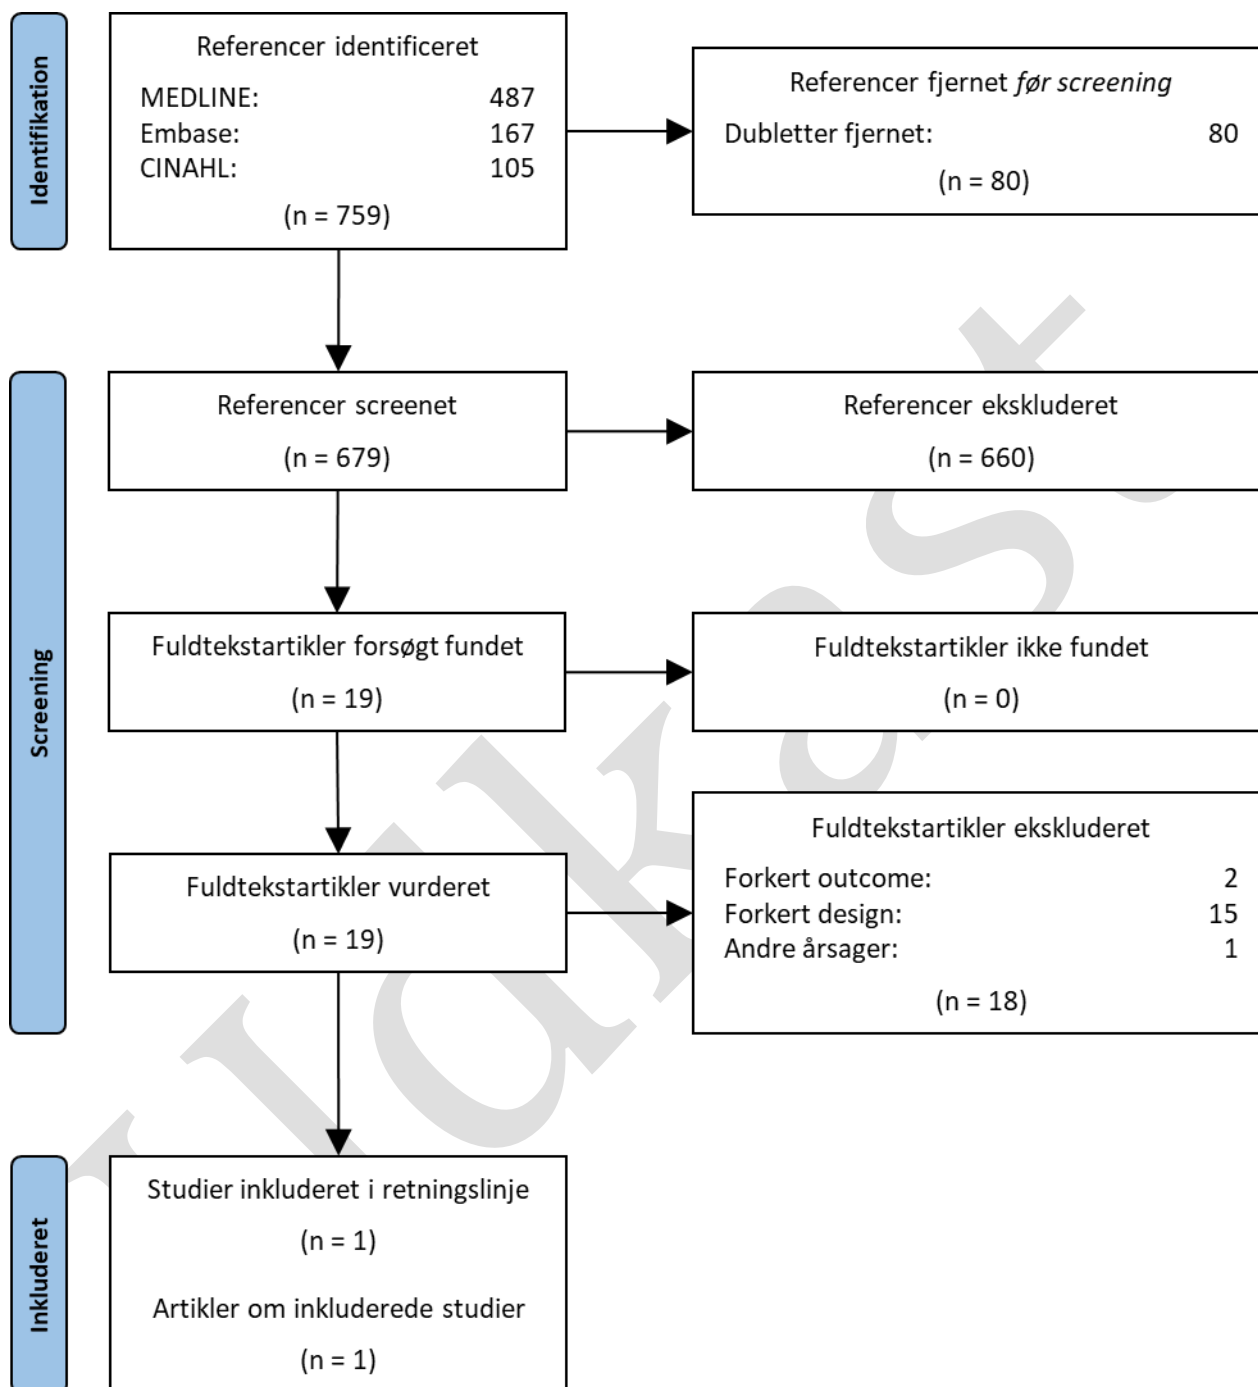 Identifikation
Referencer identificeret
MEDLINE: 487
Embase: 167
CINAHL: 105
(n = 759)
Referencer fjernet før screening
Dubletter fjernet: 80
(n = 80)
Screening
Referencer screenet
(n = 679)
Referencer ekskluderet
(n = 660)
Fuldtekstartikler forsøgt fundet
(n = 19)
Fuldtekstartikler ikke fundet
(n = 0)
Fuldtekstartikler vurderet
(n = 19)
Fuldtekstartikler ekskluderet
Forkert outcome: 2
Forkert design: 15
Andre årsager: 1
(n = 18)
Inkluderet
Studier inkluderet i retningslinje
(n = 1)
Artikler om inkluderede studier
(n = 1)
Udkast